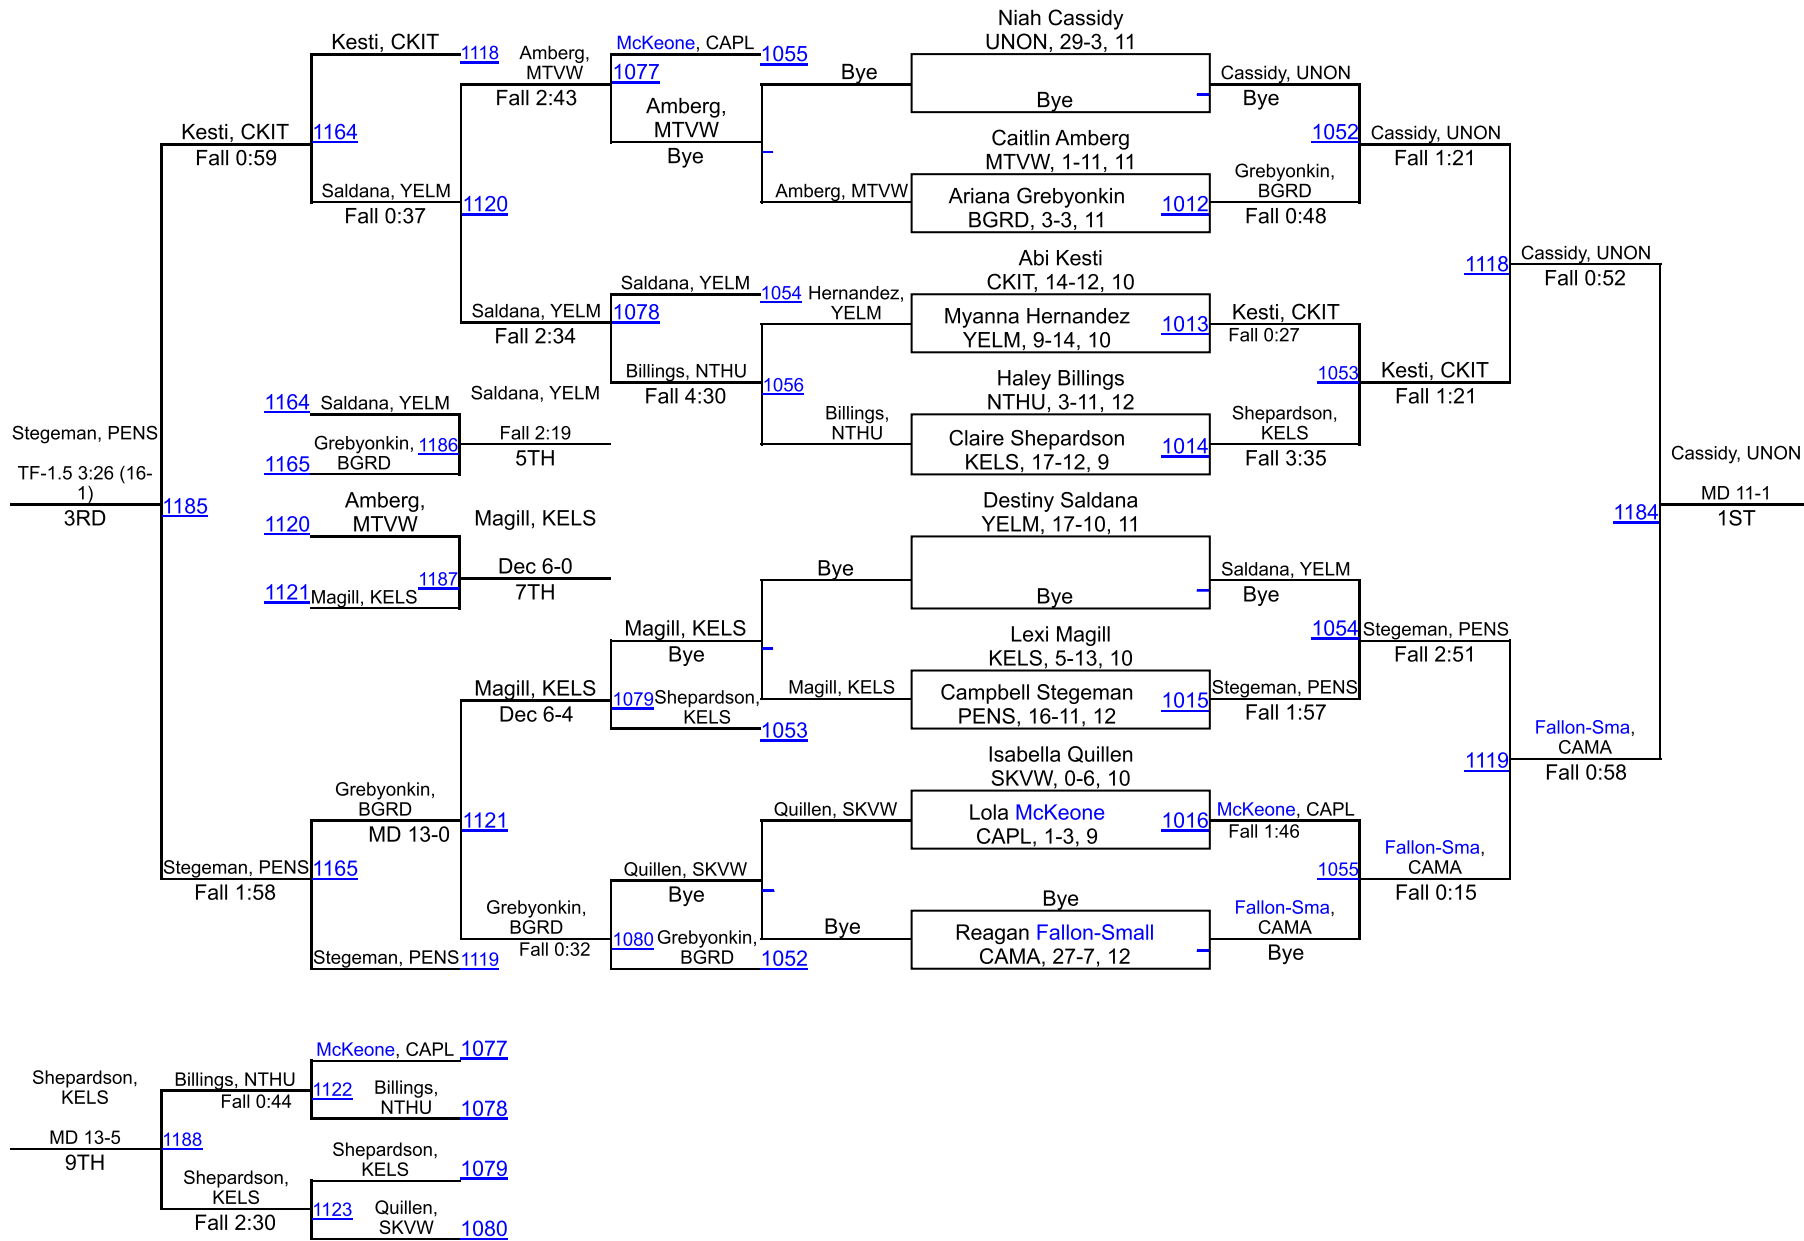 Niah Cassidy
UNON, 29-3, 11
Bye
Caitlin Amberg
MTVW, 1-11, 11
Ariana Grebyonkin
BGRD, 3-3, 11
1012
Abi Kesti
CKIT, 14-12, 10
Myanna Hernandez
YELM, 9-14, 10
1013
Haley Billings
NTHU, 3-11, 12
Claire Shepardson
KELS, 17-12, 9
1014
Destiny Saldana
YELM, 17-10, 11
Bye
Lexi Magill
KELS, 5-13, 10
Campbell Stegeman
PENS, 16-11, 12
1015
Isabella Quillen
SKVW, 0-6, 10
Lola McKeone
CAPL, 1-3, 9
1016
Bye
Reagan Fallon-Small
CAMA, 27-7, 12
Cassidy, UNON
Bye
1052
Grebyonkin,
BGRD
Fall 0:48
Kesti, CKIT
Fall 0:27
1053
Shepardson,
KELS
Fall 3:35
Saldana, YELM
Bye
1054
Stegeman, PENS
Fall 1:57
McKeone, CAPL
Fall 1:46
1055
Fallon-Sma,
CAMA
Bye
Cassidy, UNON
Fall 1:21
1118
Kesti, CKIT
Fall 1:21
Stegeman, PENS
Fall 2:51
1119
Fallon-Sma,
CAMA
Fall 0:15
Cassidy, UNON
Fall 0:52
1184
Fallon-Sma,
CAMA
Fall 0:58
Cassidy, UNON
MD 11-1
1ST
Bye
Amberg, MTVW
Hernandez,
YELM
Billings,
NTHU
Bye
Magill, KELS
Quillen, SKVW
Bye
McKeone, CAPL
1055
1077
Amberg,
MTVW
Bye
Saldana, YELM
1054
1078
Billings, NTHU
1056
Fall 4:30
Magill, KELS
Bye
1079
Shepardson,
KELS
1053
Quillen, SKVW
Bye
1080
Grebyonkin,
BGRD
1052
Amberg,
MTVW
Fall 2:43
1120
Saldana, YELM
Fall 2:34
Magill, KELS
Dec 6-4
1121
Grebyonkin,
BGRD
Fall 0:32
Kesti, CKIT
1118
1164
Saldana, YELM
Fall 0:37
Grebyonkin,
BGRD
MD 13-0
1165
Stegeman, PENS
1119
Kesti, CKIT
Fall 0:59
1185
Stegeman, PENS
Fall 1:58
Stegeman, PENS
TF-1.5 3:26 (16-
1)
3RD
1164
Saldana, YELM
1165
Grebyonkin,
BGRD
1186
Saldana, YELM
Fall 2:19
5TH
1120
Amberg,
MTVW
1121
Magill, KELS
1187
Magill, KELS
Dec 6-0
7TH
McKeone, CAPL
1077
1122
Billings,
NTHU
1078
Shepardson,
KELS
1079
1123
Quillen,
SKVW
1080
Billings, NTHU
Fall 0:44
1188
Shepardson,
KELS
Fall 2:30
Shepardson,
KELS
MD 13-5
9TH